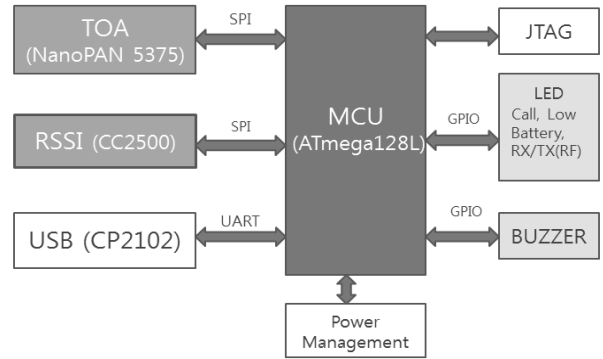 TOA
(NanoPAN 5375)
SPI
RSSI (CC2500)
SPI
USB (CP2102)
UART
MCU
(ATmega128L)
JTAG
GPIO
LED
Call, Low
Battery,
RX/TX(RF)
GPIO
BUZZER
Power
Management